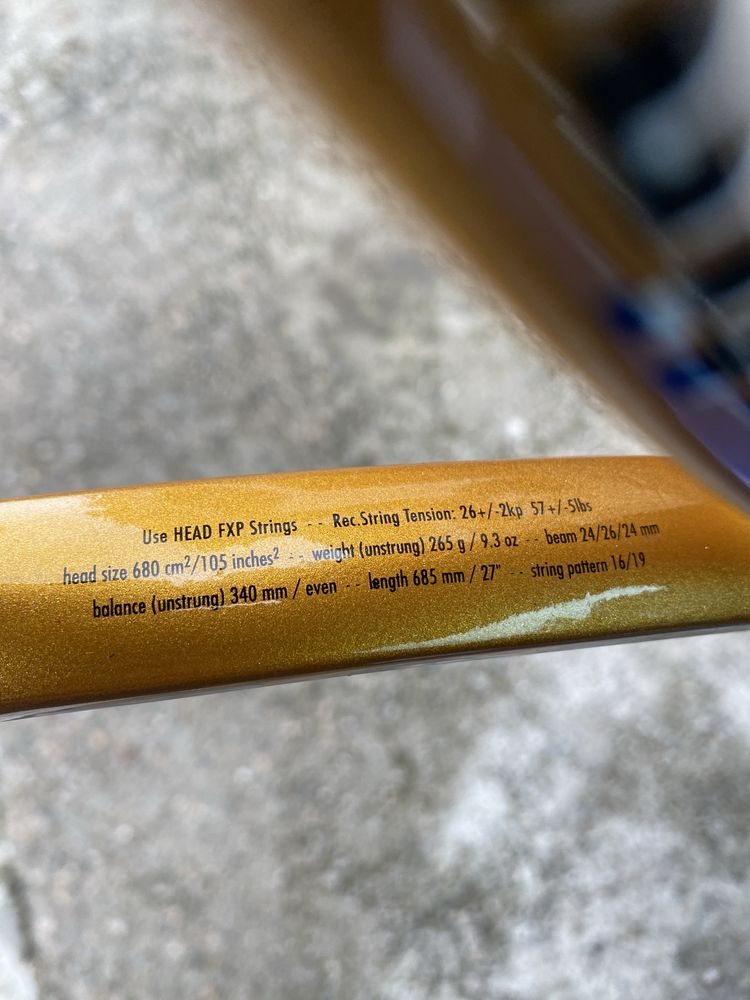 Use HEAD FXP Strings - - Rec.String Tension: 26+/-2kp 57+/-5lbs
head size 680 cm²/105 inches² - - weight (unstrung) 265 g / 9.3 oz - - beam 24/26/24 mm
balance (unstrung) 340 mm / even - - length 685 mm / 27" - - string pattern 16/19